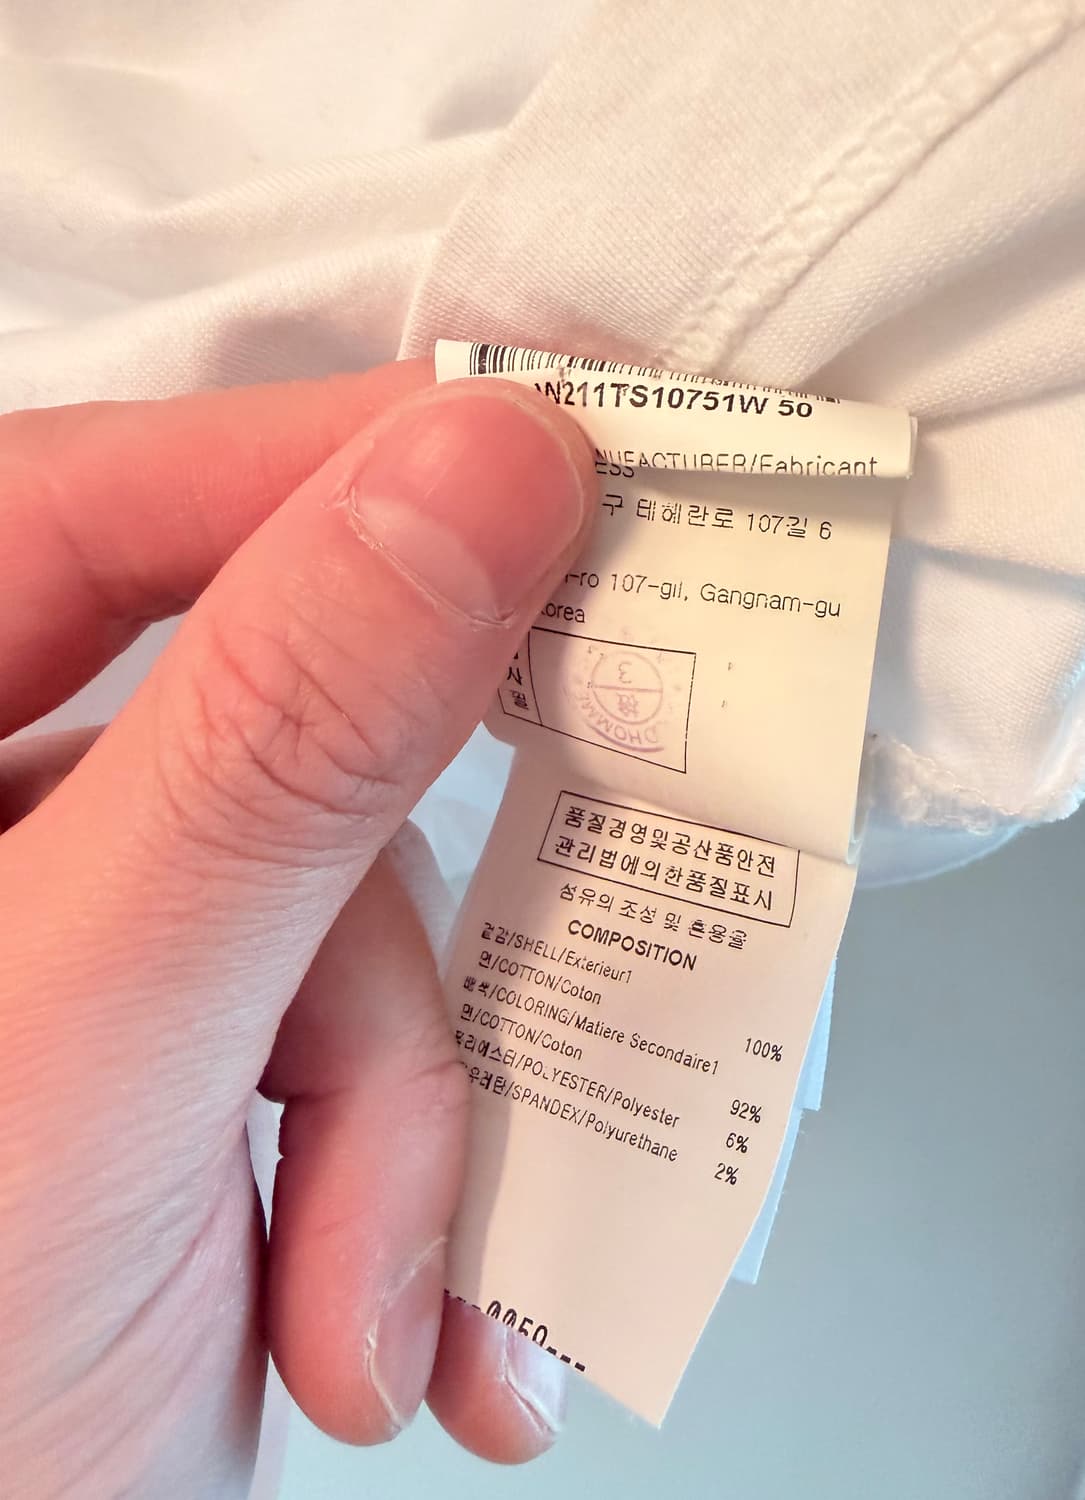 W211TS10751W 50
NUFACTURER/Fabricant
ESS
구 테헤란로 107길 6
-ro 107-gil, Gangnam-gu
Korea
3
檢
DHOMME
품질경영및공산품안전
관리법에의한품질표시
섬유의 조성 및 혼용율
COMPOSITION
겉감/SHELL/Exterieur1
면/COTTON/Coton 100%
배색/COLORING/Matiere Secondaire1
면/COTTON/Coton 92%
폴리에스터/POLYESTER/Polyester 6%
우레탄/SPANDEX/Polyurethane 2%